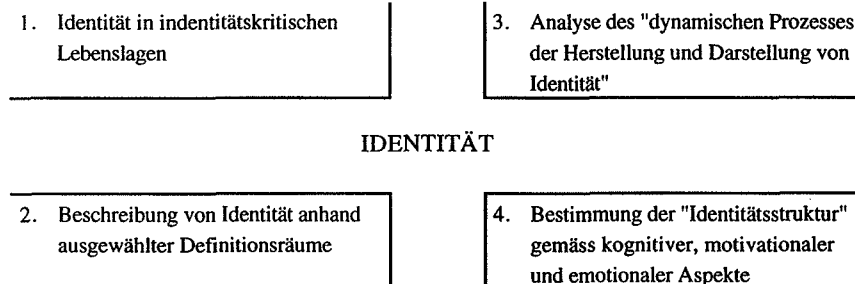 1. Identität in indentitätskritischen
Lebenslagen
3. Analyse des "dynamischen Prozesses
der Herstellung und Darstellung von
Identität"
IDENTITÄT
2. Beschreibung von Identität anhand
ausgewählter Definitionsräume
4. Bestimmung der "Identitätsstruktur"
gemäss kognitiver, motivationaler
und emotionaler Aspekte